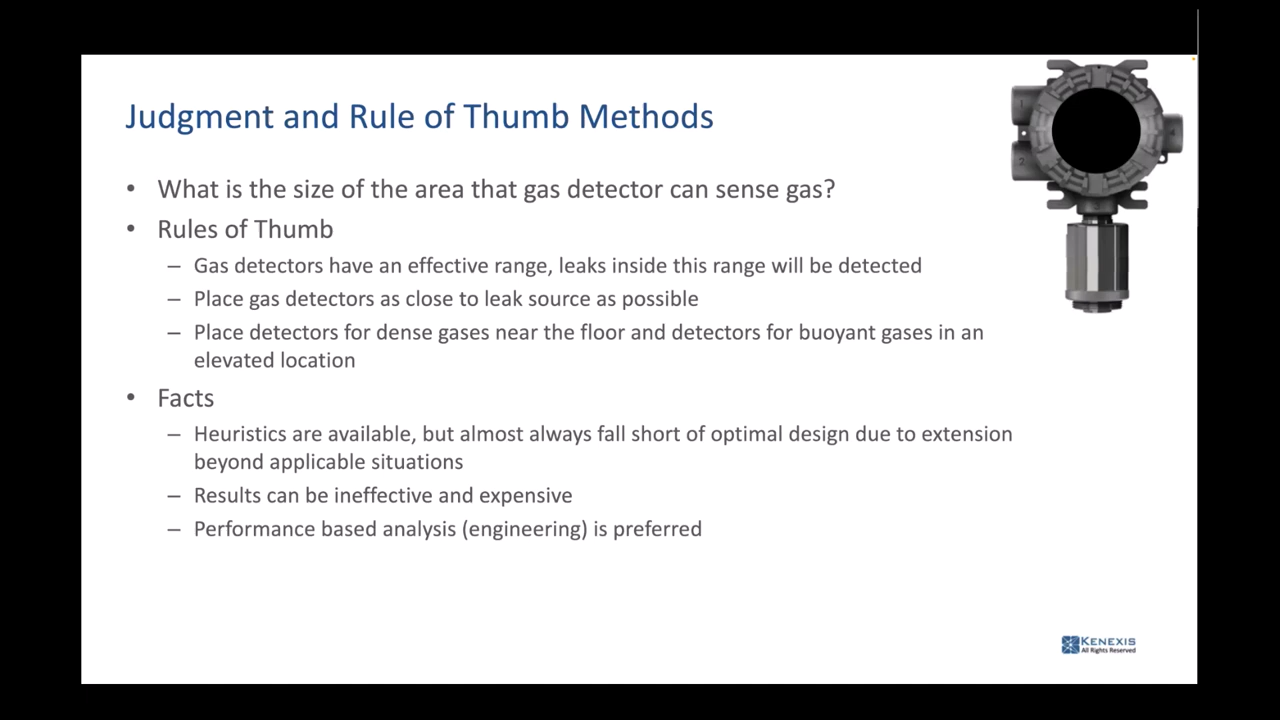 Judgment and Rule of Thumb Methods
• What is the size of the area that gas detector can sense gas?
• Rules of Thumb
– Gas detectors have an effective range, leaks inside this range will be detected
– Place gas detectors as close to leak source as possible
– Place detectors for dense gases near the floor and detectors for buoyant gases in an
elevated location
• Facts
– Heuristics are available, but almost always fall short of optimal design due to extension
beyond applicable situations
– Results can be ineffective and expensive
– Performance based analysis (engineering) is preferred
KENEXIS
All Rights Reserved